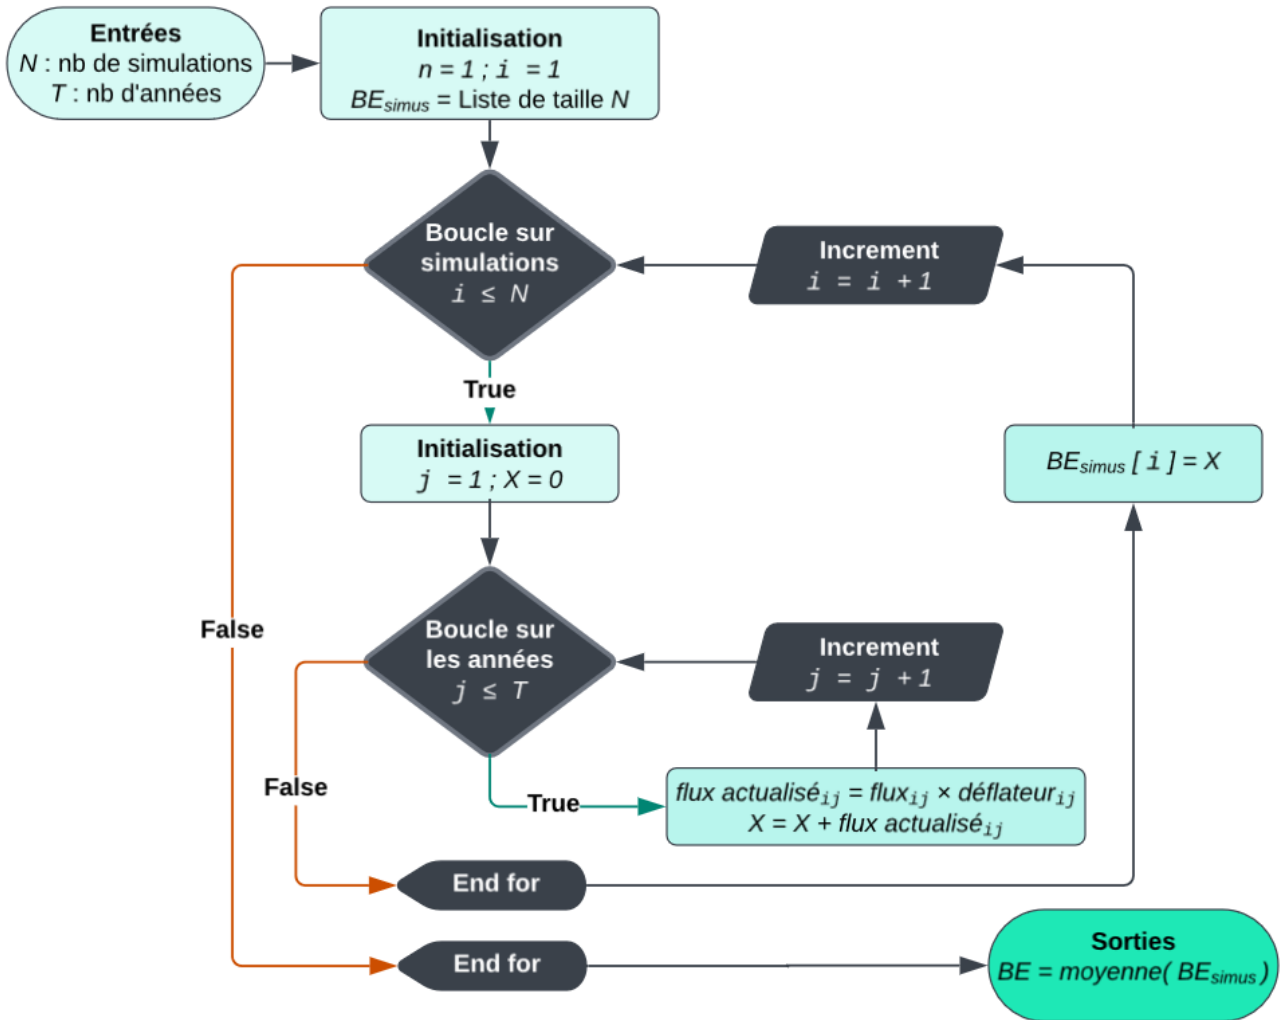 Entrées
N : nb de simulations
T : nb d'années
Initialisation
n = 1 ; i = 1
BEsimus = Liste de taille N
Boucle sur
simulations
i ≤ N
Increment
i = i + 1
True
Initialisation
j = 1 ; X = 0
BEsimus [ i ] = X
False
Boucle sur
les années
j ≤ T
Increment
j = j + 1
False
True
flux actualiséij = fluxij × déflateurij
X = X + flux actualiséij
End for
End for
Sorties
BE = moyenne( BEsimus )